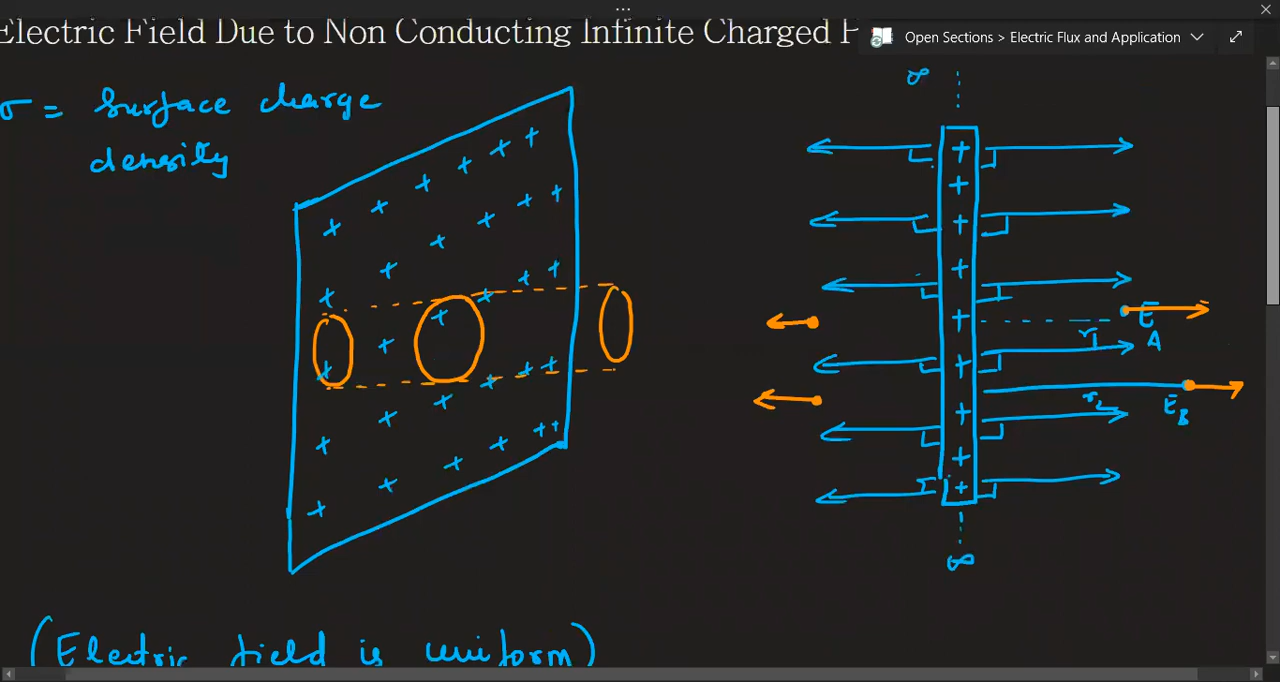 Electric Field Due to Non Conducting Infinite Charged
Open Sections > Electric Flux and Application
σ = Surface charge
density
∞
E
A
r1
r2
EB
∞
(Electric field is uniform)